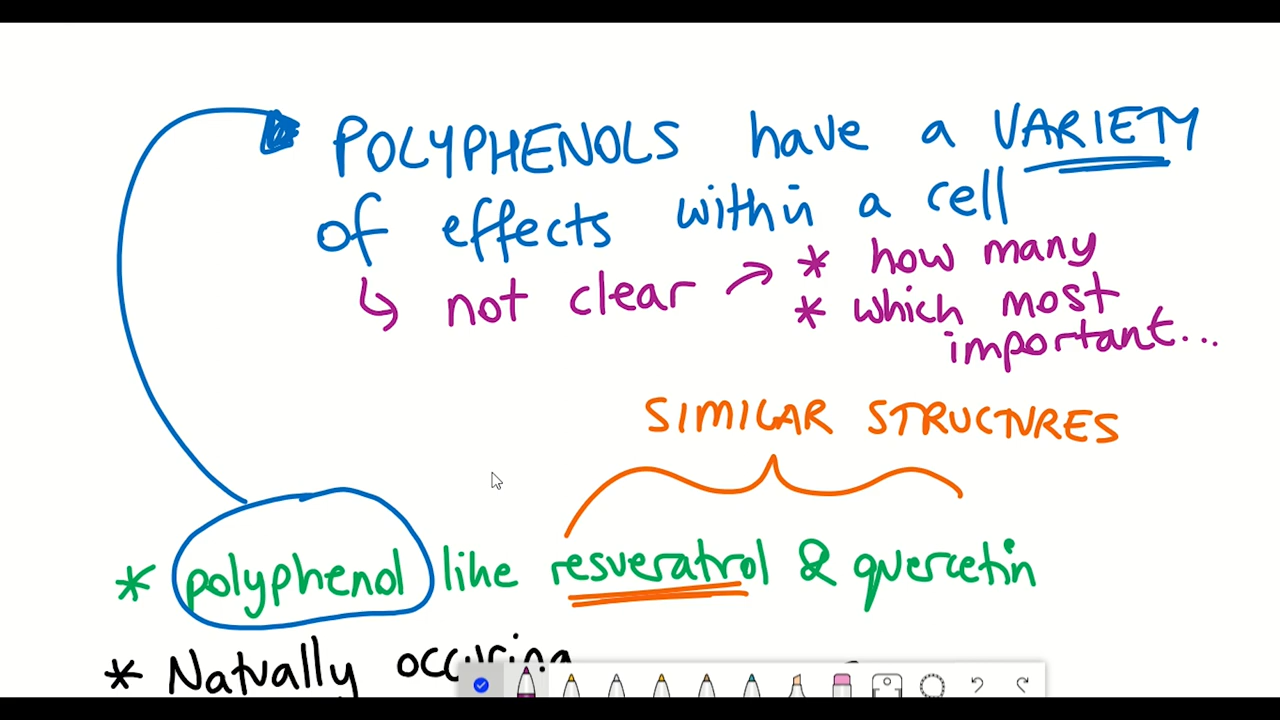 POLYPHENOLS have a VARIETY
of effects within a cell
↳ not clear → * how many
* which most
important...
SIMILAR STRUCTURES
* polyphenol like resveratrol & quercetin
* Natually occuring